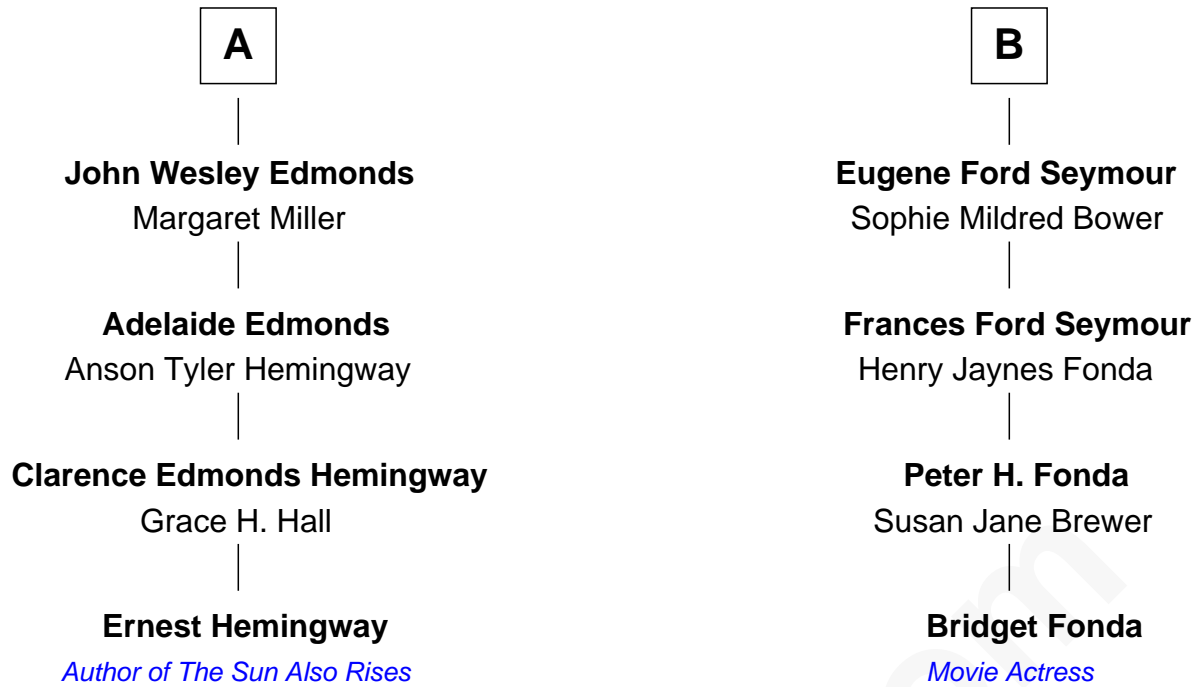 A
John Wesley Edmonds
Margaret Miller
Adelaide Edmonds
Anson Tyler Hemingway
Clarence Edmonds Hemingway
Grace H. Hall
Ernest Hemingway
Author of The Sun Also Rises
B
Eugene Ford Seymour
Sophie Mildred Bower
Frances Ford Seymour
Henry Jaynes Fonda
Peter H. Fonda
Susan Jane Brewer
Bridget Fonda
Movie Actress